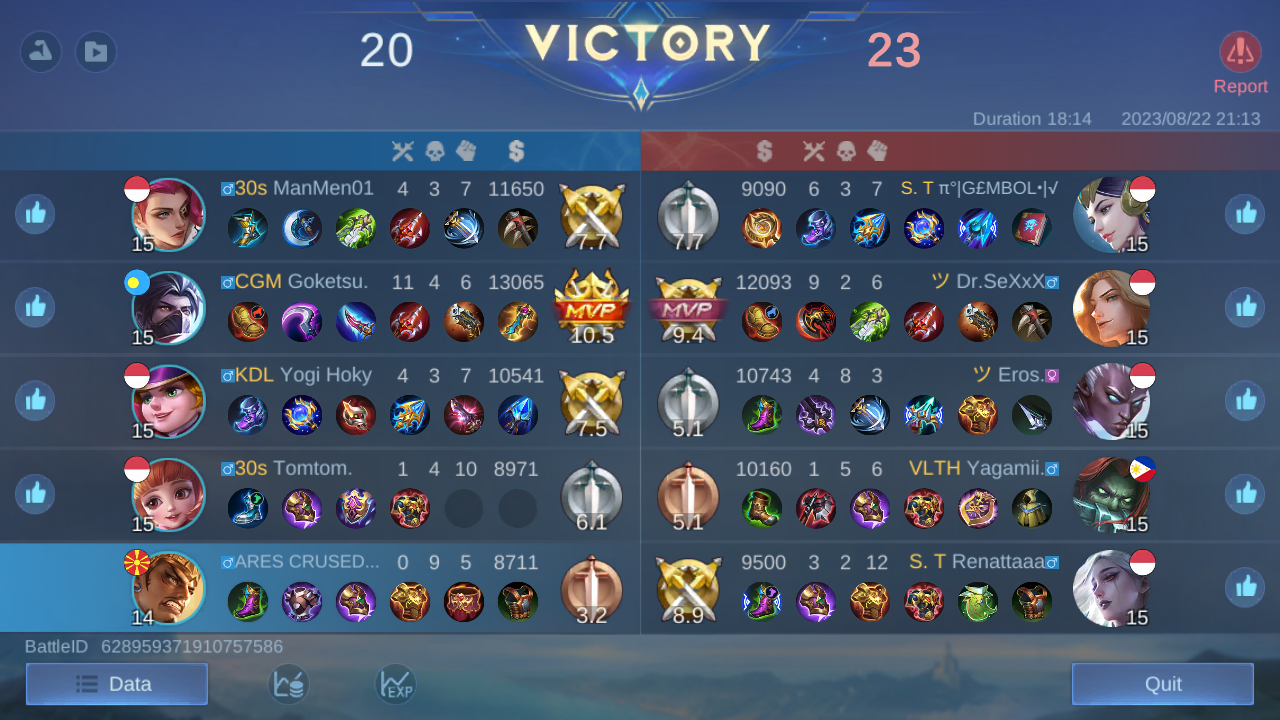 20 VICTORY 23
Report
Duration 18:14 2023/08/22 21:13
30s ManMen01 4 3 7 11650
15 7.7
9090 6 3 7 S. T π°|G£MBOL•|√
7.7 15
CGM Goketsu. 11 4 6 13065
15 MVP 10.5
12093 9 2 6 ツ Dr.SeXxX
MVP 9.4 15
KDL Yogi Hoky 4 3 7 10541
15 7.5
10743 4 8 3 ツ Eros.
5.1 15
30s Tomtom. 1 4 10 8971
15 6.1
10160 1 5 6 VLTH Yagamii.
5.1 15
ARES CRUSED... 0 9 5 8711
14 3.2
9500 3 2 12 S. T Renattaaa
8.9 15
BattleID 628959371910757586
Data EXP Quit